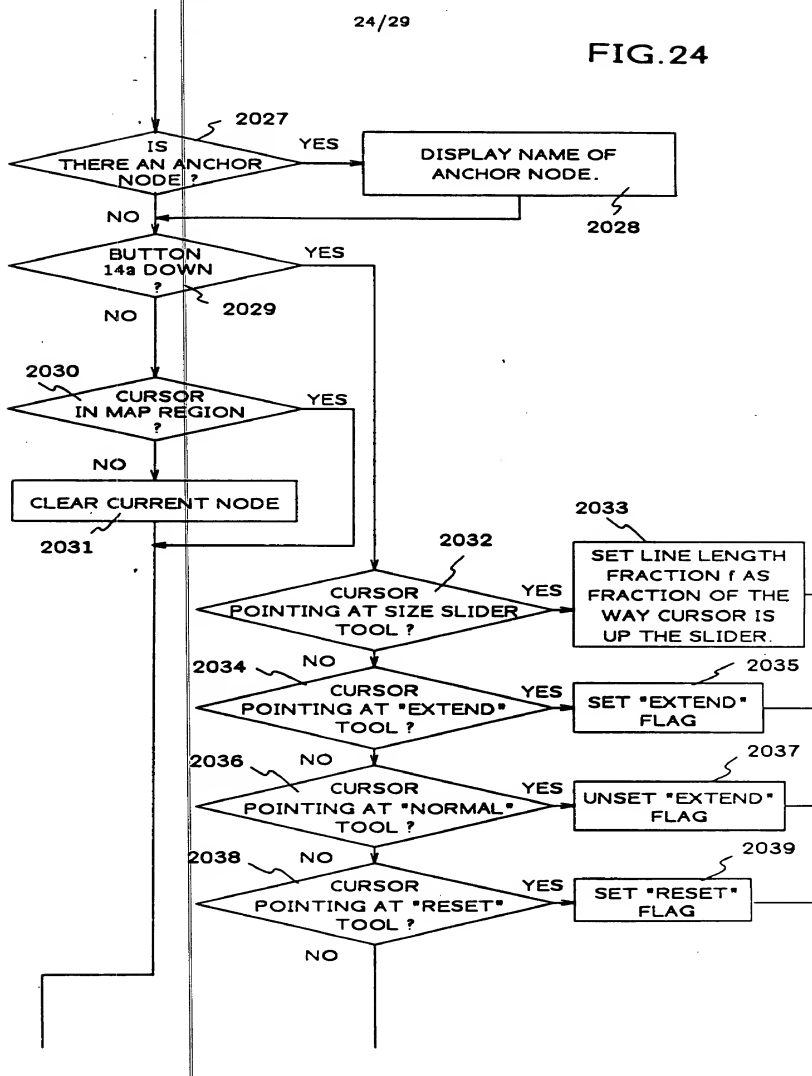 24/29
FIG.24
2027
IS
THERE AN ANCHOR
NODE ?
YES
NO
DISPLAY NAME OF
ANCHOR NODE.
2028
BUTTON
14a DOWN
?
YES
NO
2029
2030
CURSOR
IN MAP REGION
?
YES
NO
CLEAR CURRENT NODE
2031
2032
CURSOR
POINTING AT SIZE SLIDER
TOOL ?
YES
NO
2033
SET LINE LENGTH
FRACTION f AS
FRACTION OF THE
WAY CURSOR IS
UP THE SLIDER.
2034
CURSOR
POINTING AT "EXTEND"
TOOL ?
YES
NO
2035
SET "EXTEND"
FLAG
2036
CURSOR
POINTING AT "NORMAL"
TOOL ?
YES
NO
2037
UNSET "EXTEND"
FLAG
2038
CURSOR
POINTING AT "RESET"
TOOL ?
YES
NO
2039
SET "RESET"
FLAG